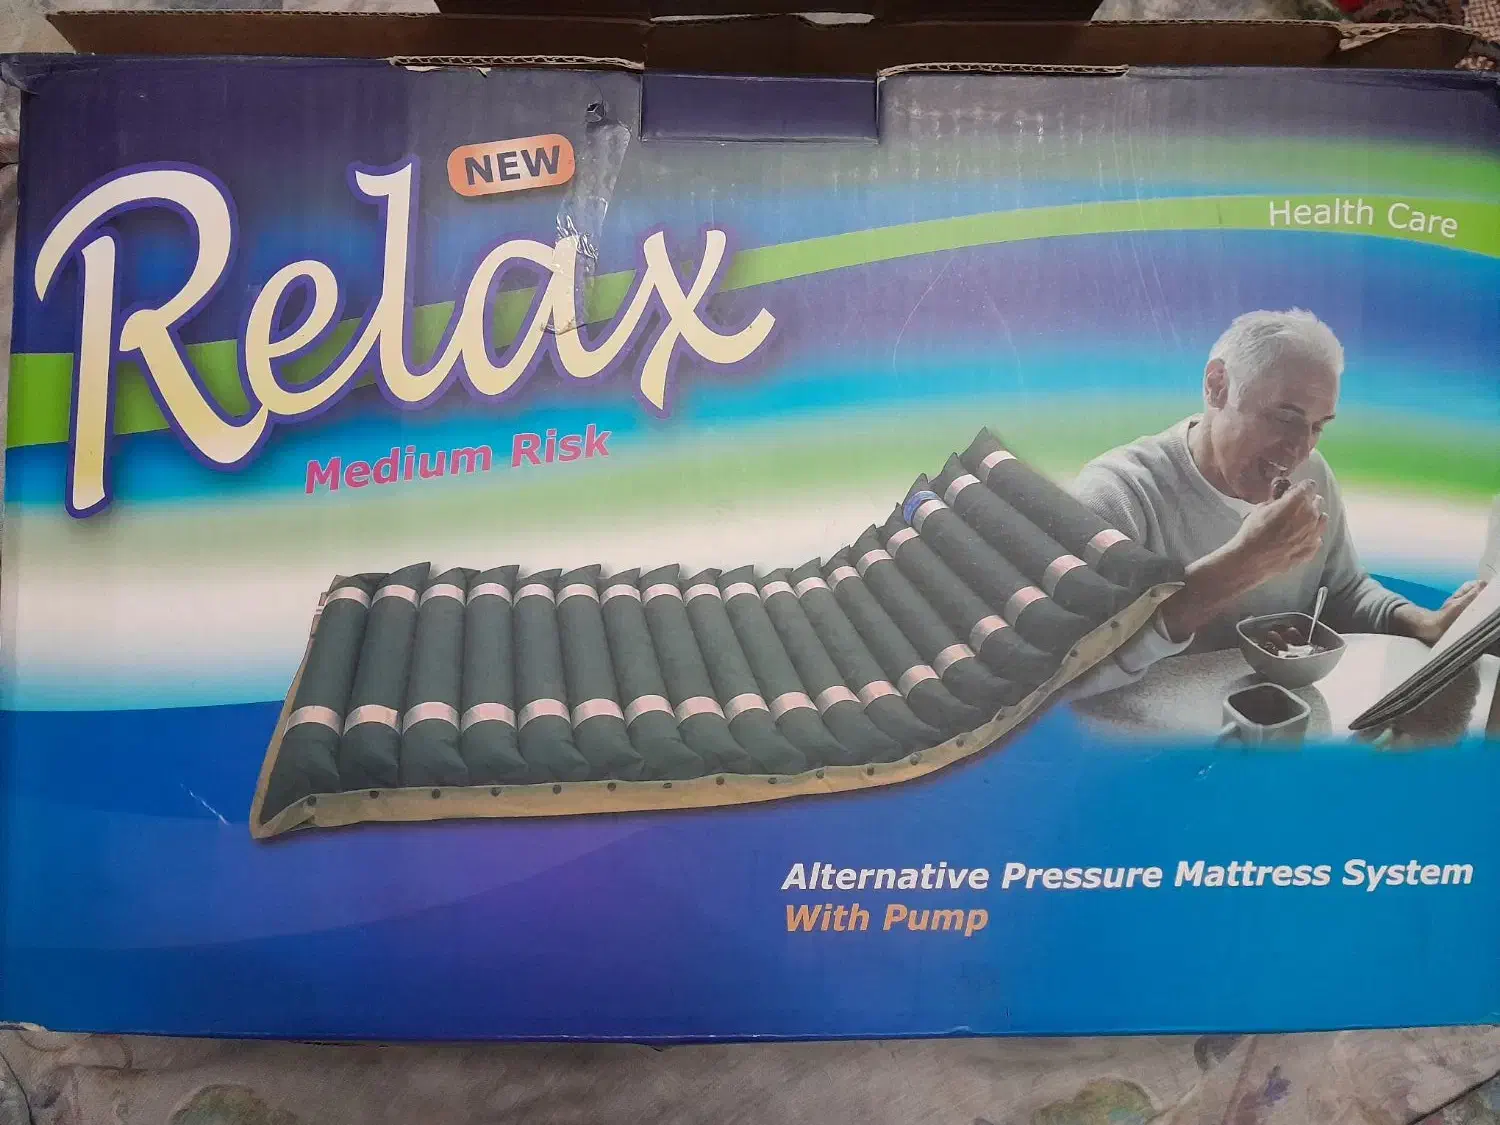 NEW
Relax
Health Care
Medium Risk
Alternative Pressure Mattress System
With Pump